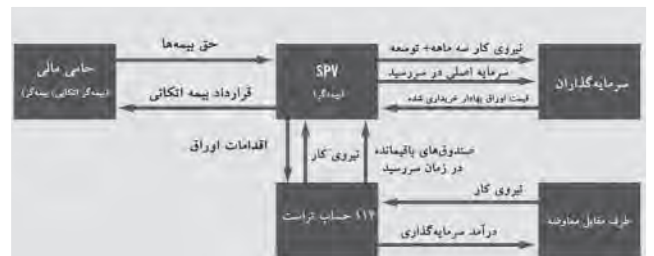 حق بیمه‌ها
قرارداد بیمه اتکائی
حامی مالی
(بیمه‌گر اتکائی/ بیمه‌گر)
SPV
(بیمه‌گر)
نیروی کار سه ماهه+ توسعه
سرمایه اصلی در سررسید
قیمت اوراق بهادار خریداری شده
سرمایه‌گذاران
اقدامات اوراق
نیروی کار
صندوق‌های باقیمانده
در زمان سررسید
حساب تراست
نیروی کار
درآمد سرمایه‌گذاری
طرف مقابل معاوضه